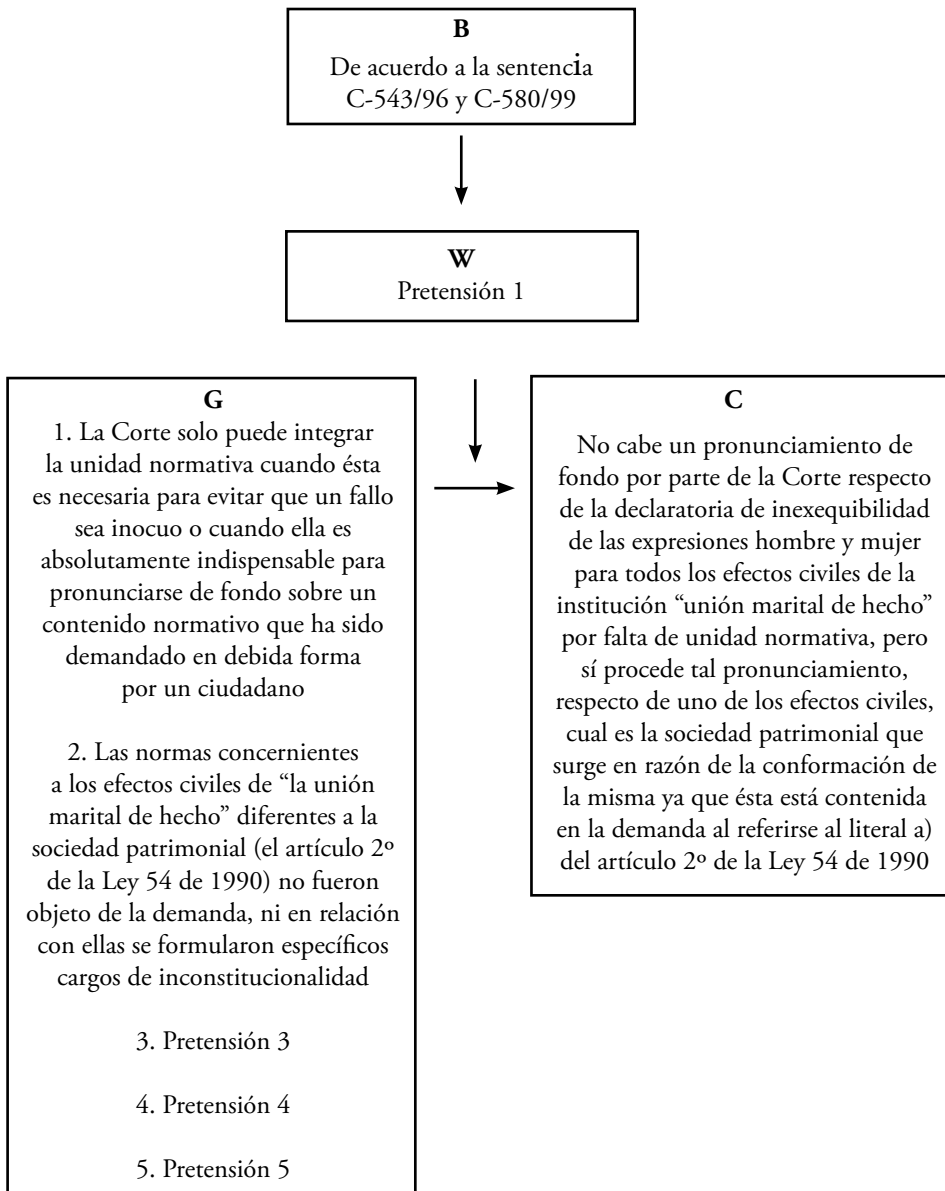 B
De acuerdo a la sentencia
C-543/96 y C-580/99
W
Pretensión 1
G
1. La Corte solo puede integrar
la unidad normativa cuando ésta
es necesaria para evitar que un fallo
sea inocuo o cuando ella es
absolutamente indispensable para
pronunciarse de fondo sobre un
contenido normativo que ha sido
demandado en debida forma
por un ciudadano
2. Las normas concernientes
a los efectos civiles de “la unión
marital de hecho” diferentes a la
sociedad patrimonial (el artículo 2º
de la Ley 54 de 1990) no fueron
objeto de la demanda, ni en relación
con ellas se formularon específicos
cargos de inconstitucionalidad
3. Pretensión 3
4. Pretensión 4
5. Pretensión 5
C
No cabe un pronunciamiento de
fondo por parte de la Corte respecto
de la declaratoria de inexequibilidad
de las expresiones hombre y mujer
para todos los efectos civiles de la
institución “unión marital de hecho”
por falta de unidad normativa, pero
sí procede tal pronunciamiento,
respecto de uno de los efectos civiles,
cual es la sociedad patrimonial que
surge en razón de la conformación de
la misma ya que ésta está contenida
en la demanda al referirse al literal a)
del artículo 2º de la Ley 54 de 1990